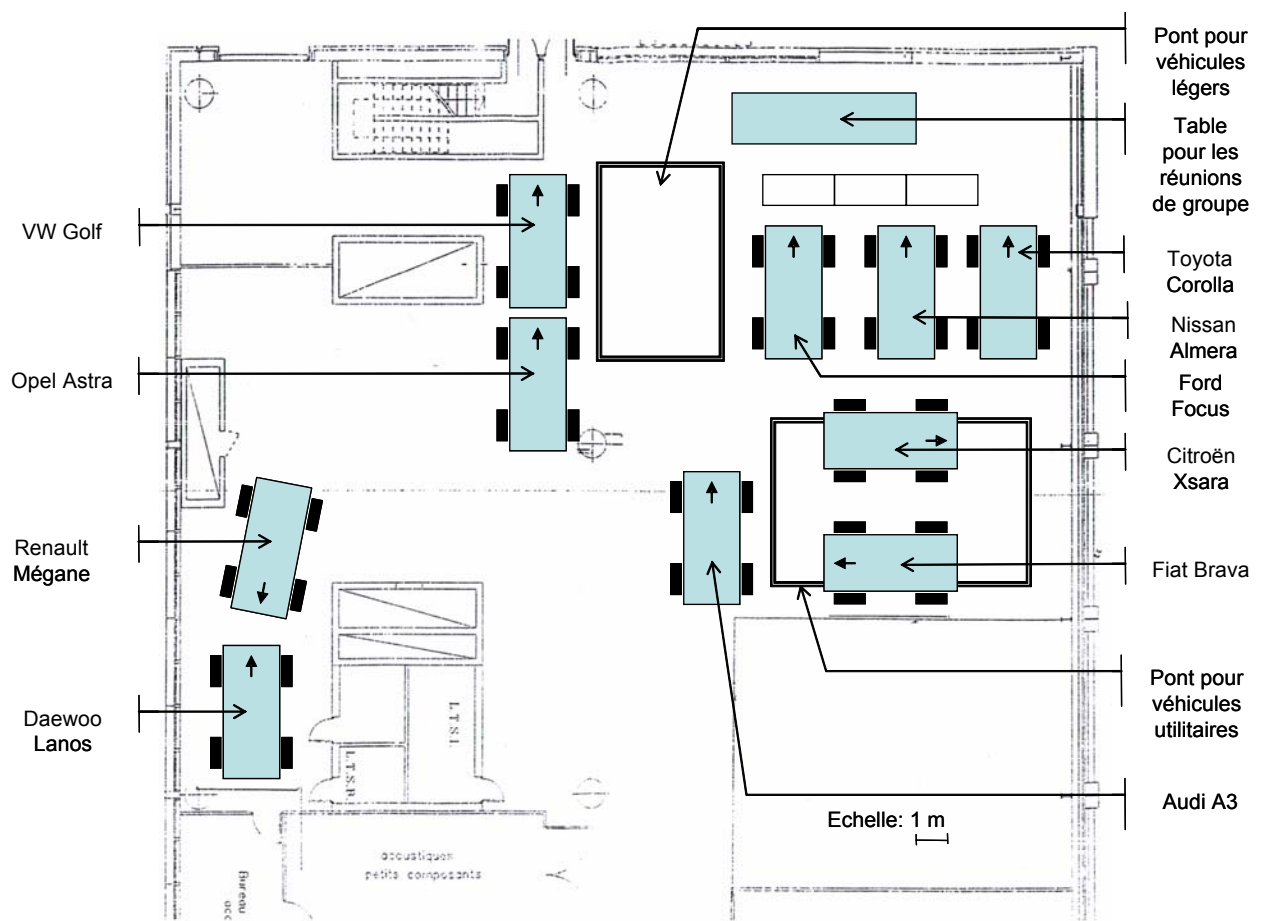 Pont pour
véhicules
légers
Table
pour les
réunions
de groupe
VW Golf
Toyota
Corolla
Nissan
Almera
Opel Astra
Ford
Focus
Citroën
Xsara
Renault
Mégane
Fiat Brava
Pont pour
véhicules
utilitaires
Daewoo
Lanos
L.T.S.I.
L.T.S.B.
Audi A3
Echelle: 1 m
acoustiques
petits composants
Bureau
acc